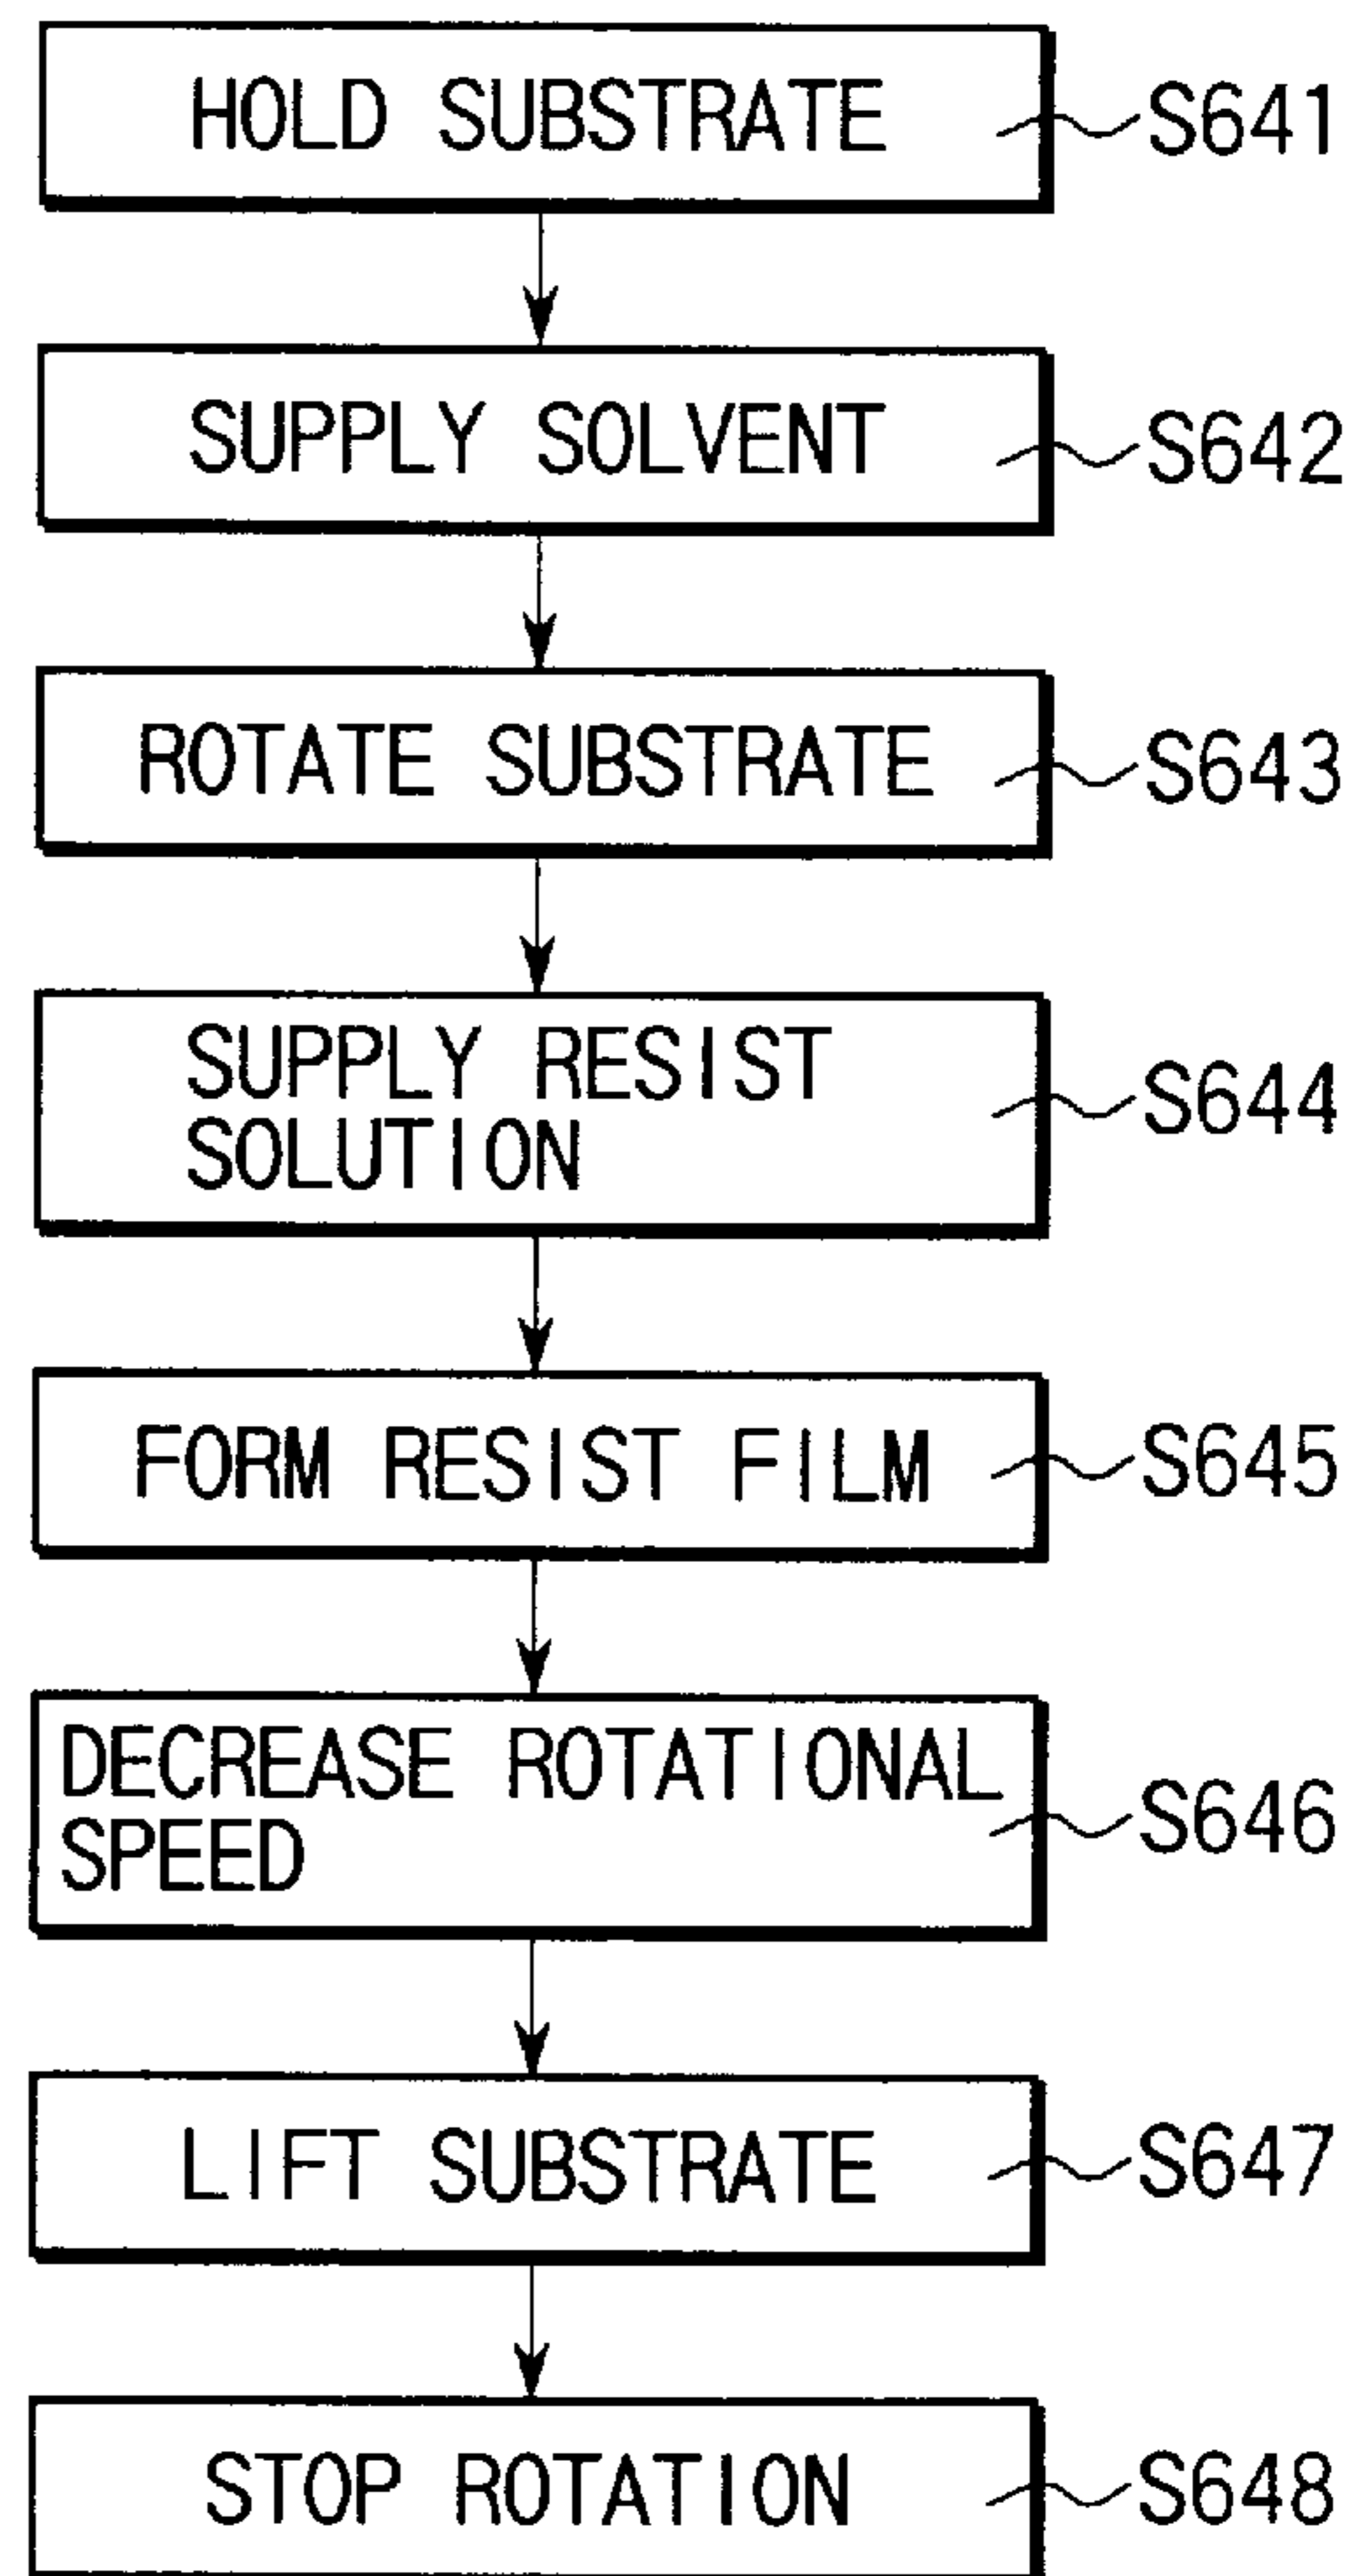 HOLD SUBSTRATE S641
SUPPLY SOLVENT S642
ROTATE SUBSTRATE S643
SUPPLY RESIST
SOLUTION
S644
FORM RESIST FILM S645
DECREASE ROTATIONAL
SPEED
S646
LIFT SUBSTRATE S647
STOP ROTATION S648